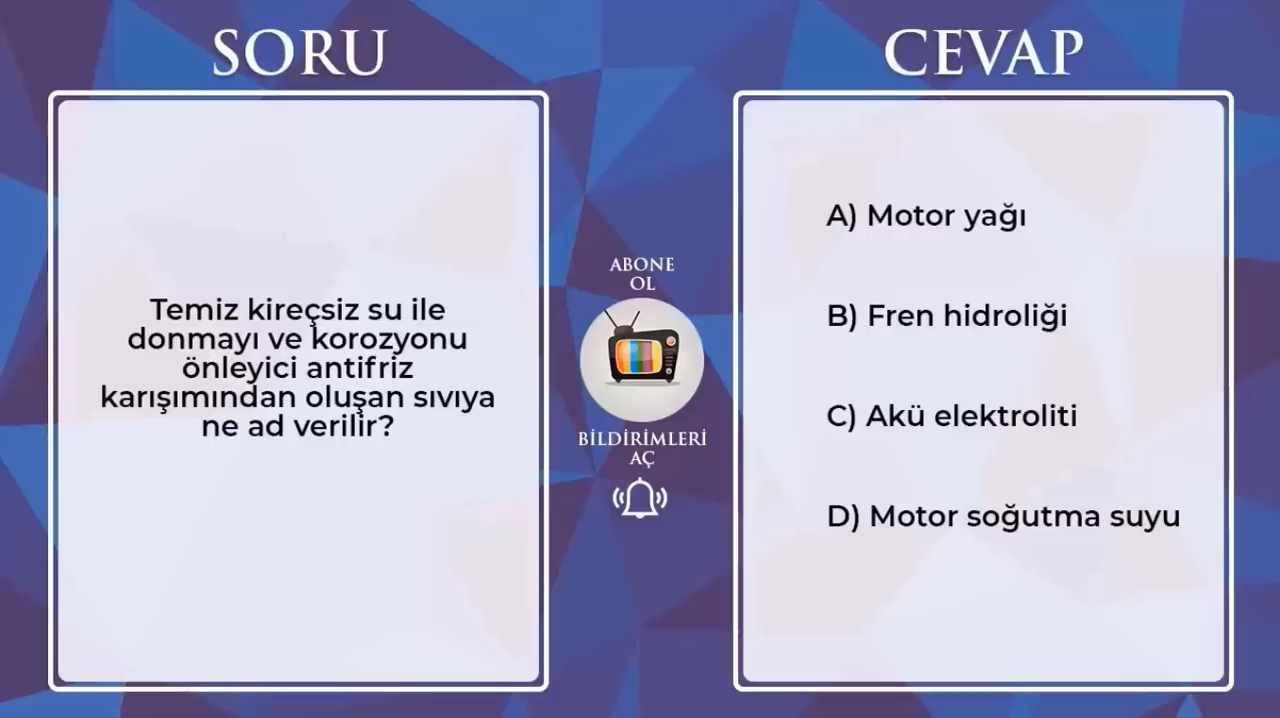 SORU
Temiz kireçsiz su ile
donmayı ve korozyonu
önleyici antifriz
karışımından oluşan sıvıya
ne ad verilir?
ABONE
OL
BİLDİRİMLERİ
AÇ
CEVAP
A) Motor yağı
B) Fren hidroliği
C) Akü elektroliti
D) Motor soğutma suyu